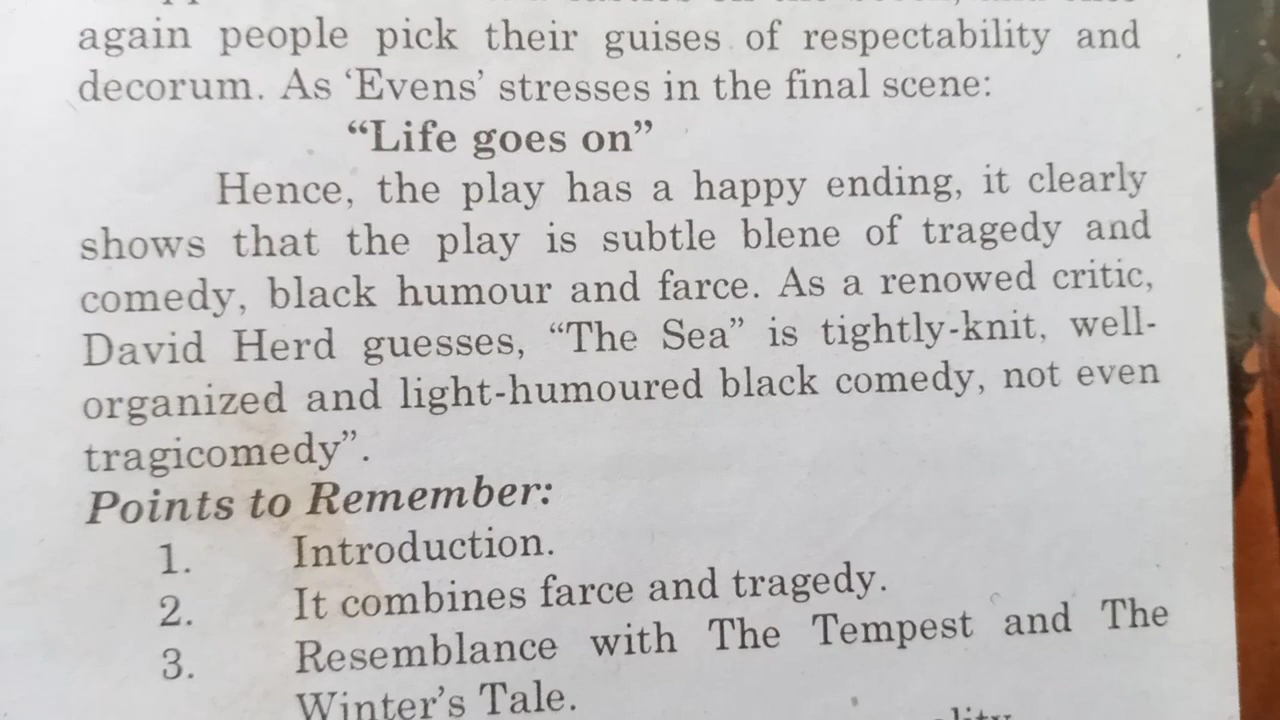 again people pick their guises of respectability and
decorum. As ‘Evens’ stresses in the final scene:
“Life goes on”
Hence, the play has a happy ending, it clearly
shows that the play is subtle blene of tragedy and
comedy, black humour and farce. As a renowed critic,
David Herd guesses, “The Sea” is tightly-knit, well-
organized and light-humoured black comedy, not even
tragicomedy”.
Points to Remember:
1. Introduction.
2. It combines farce and tragedy.
3. Resemblance with The Tempest and The
Winter’s Tale.